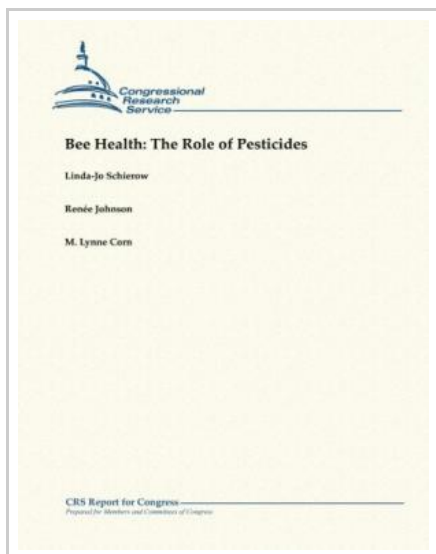 Congressional
Research
Service
Bee Health: The Role of Pesticides
Linda-Jo Schierow
Renée Johnson
M. Lynne Corn
CRS Report for Congress
Prepared for Members and Committees of Congress